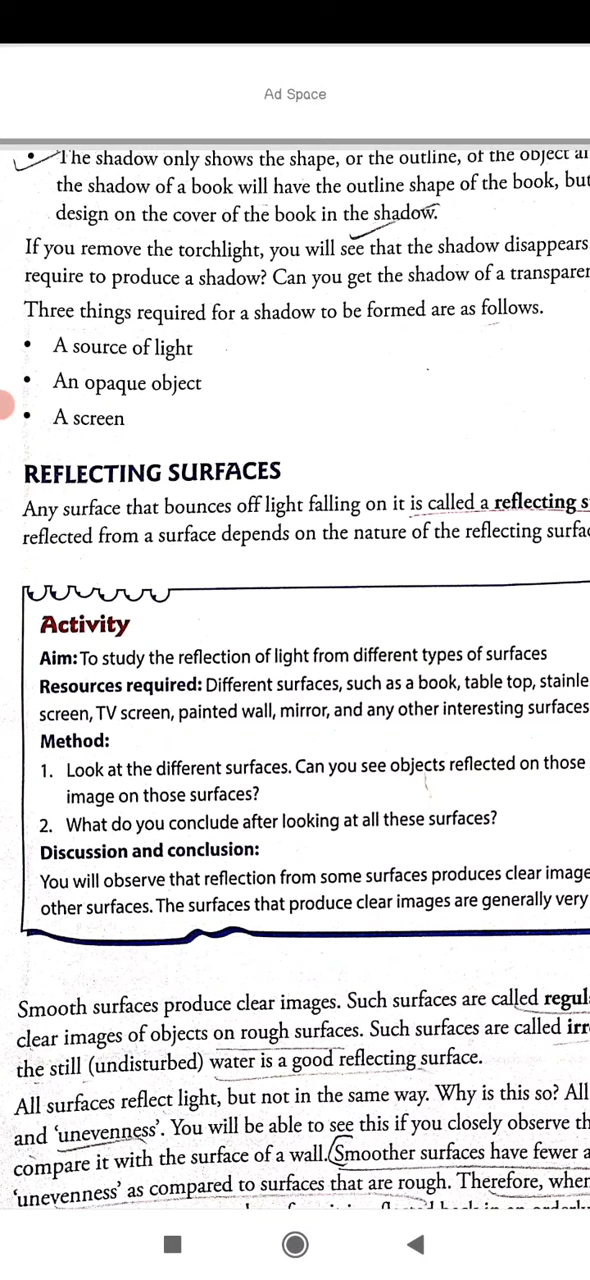 Ad Space
• The shadow only shows the shape, or the outline, of the object
the shadow of a book will have the outline shape of the book, but
design on the cover of the book in the shadow.
If you remove the torchlight, you will see that the shadow disappears
require to produce a shadow? Can you get the shadow of a
Three things required for a shadow to be formed are as follows.
• A source of light
• An opaque object
• A screen
REFLECTING SURFACES
Any surface that bounces off light falling on it is called a reflecting
reflected from a surface depends on the nature of the reflecting
Activity
Aim: To study the reflection of light from different types of surfaces
Resources required: Different surfaces, such as a book, table top,
screen, TV screen, painted wall, mirror, and any other interesting surfaces
Method:
1. Look at the different surfaces. Can you see objects reflected on those
image on those surfaces?
2. What do you conclude after looking at all these surfaces?
Discussion and conclusion:
You will observe that reflection from some surfaces produces clear
other surfaces. The surfaces that produce clear images are generally very
Smooth surfaces produce clear images. Such surfaces are called
clear images of objects on rough surfaces. Such surfaces are called
the still (undisturbed) water is a good reflecting surface.
All surfaces reflect light, but not in the same way. Why is this so? All
and 'unevenness'. You will be able to see this if you closely observe
compare it with the surface of a wall. Smoother surfaces have fewer
'unevenness' as compared to surfaces that are rough. Therefore,